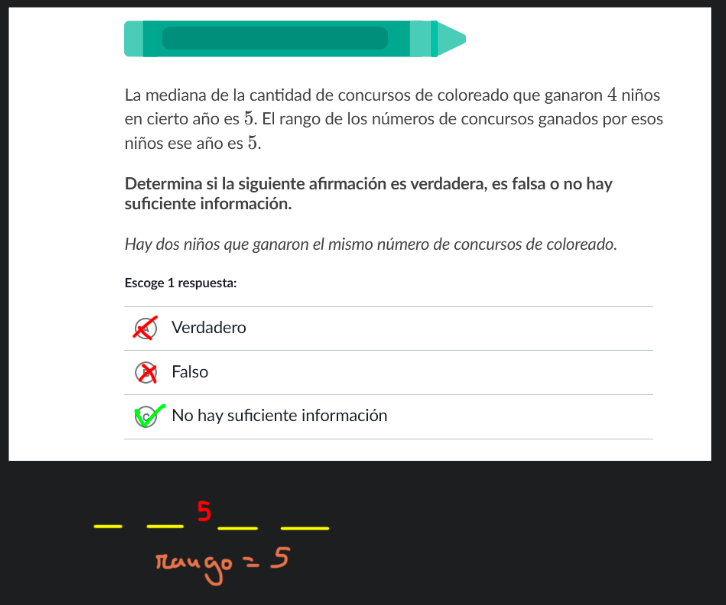 La mediana de la cantidad de concursos de coloreado que ganaron 4 niños
en cierto año es 5. El rango de los números de concursos ganados por esos
niños ese año es 5.
Determina si la siguiente afirmación es verdadera, es falsa o no hay
suficiente información.
Hay dos niños que ganaron el mismo número de concursos de coloreado.
Escoge 1 respuesta:
A Verdadero
B Falso
C No hay suficiente información
5
rango = 5